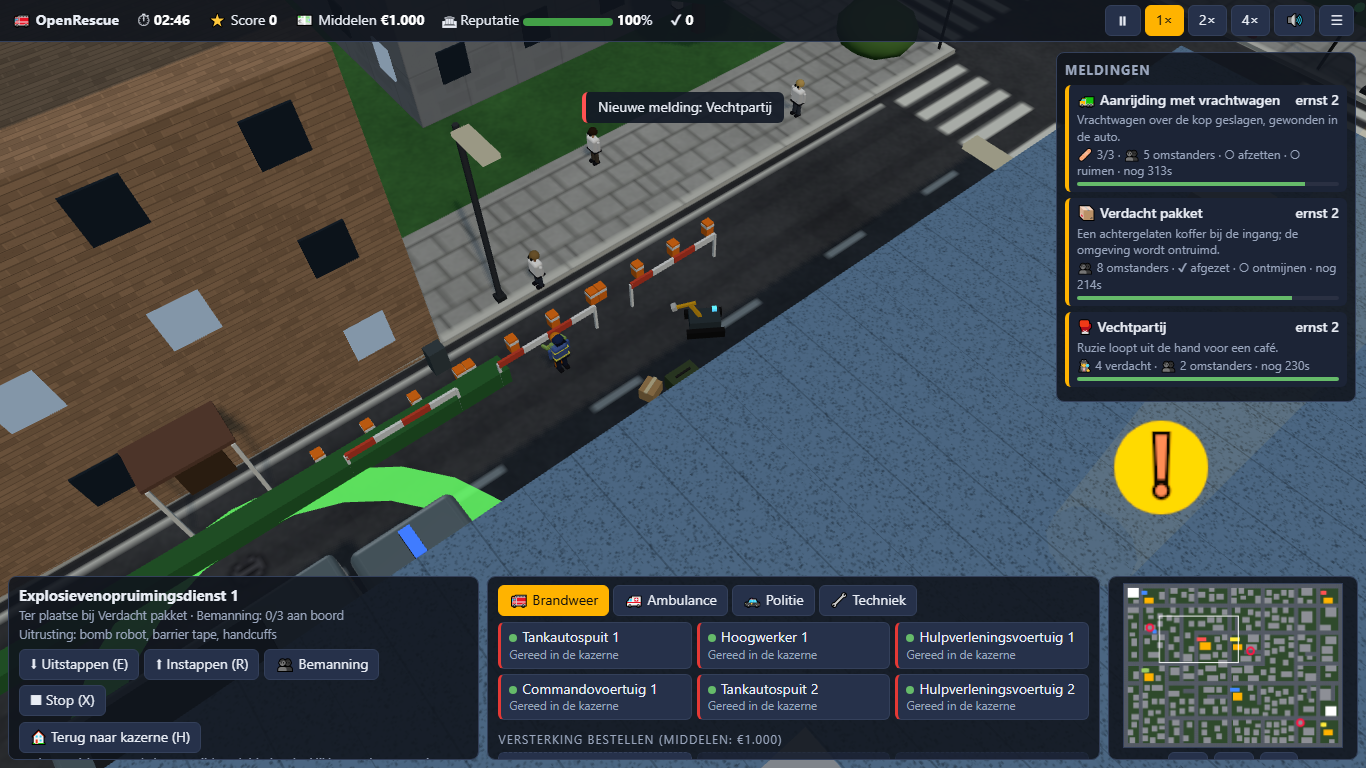 OpenRescue 02:46 Score 0 Middelen €1.000 Reputatie 100% ✓ 0
1× 2× 4×
Nieuwe melding: Vechtpartij
MELDINGEN
Aanrijding met vrachtwagen ernst 2
Vrachtwagen over de kop geslagen, gewonden in
de auto.
3/3 · 5 omstanders · ○ afzetten · ○
ruimen · nog 313s
Verdacht pakket ernst 2
Een achtergelaten koffer bij de ingang; de
omgeving wordt ontruimd.
8 omstanders · ✓ afgezet · ○ ontmijnen · nog
214s
Vechtpartij ernst 2
Ruzie loopt uit de hand voor een café.
4 verdacht · 2 omstanders · nog 230s
Explosievenopruimingsdienst 1
Ter plaatse bij Verdacht pakket · Bemanning: 0/3 aan boord
Uitrusting: bomb robot, barrier tape, handcuffs
⬇ Uitstappen (E) ⬆ Instappen (R) Bemanning
Stop (X)
Terug naar kazerne (H)
Brandweer Ambulance Politie Techniek
Tankautospuit 1
Gereed in de kazerne
Hoogwerker 1
Gereed in de kazerne
Hulpverleningsvoertuig 1
Gereed in de kazerne
Commandovoertuig 1
Gereed in de kazerne
Tankautospuit 2
Gereed in de kazerne
Hulpverleningsvoertuig 2
Gereed in de kazerne
VERSTERKING BESTELLEN (MIDDELEN: €1.000)